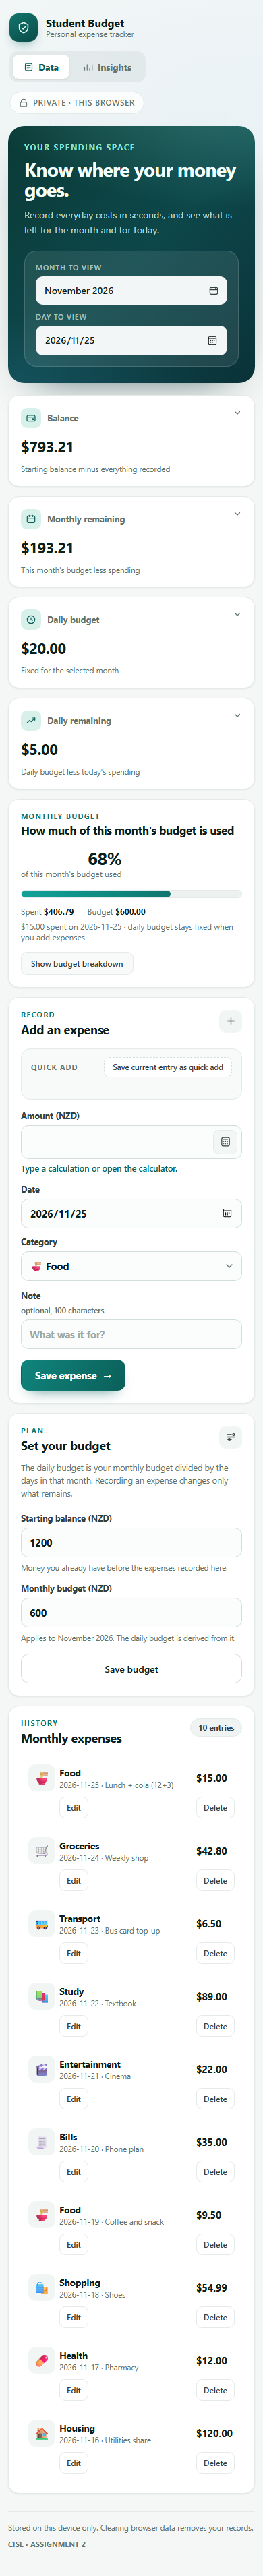 Student Budget
Personal expense tracker
Data
Insights
PRIVATE · THIS BROWSER
YOUR SPENDING SPACE
Know where your money
goes.
Record everyday costs in seconds, and see what is
left for the month and for today.
MONTH TO VIEW
November 2026
DAY TO VIEW
2026/11/25
Balance
$793.21
Starting balance minus everything recorded
Monthly remaining
$193.21
This month's budget less spending
Daily budget
$20.00
Fixed for the selected month
Daily remaining
$5.00
Daily budget less today's spending
MONTHLY BUDGET
How much of this month's budget is used
68%
of this month's budget used
Spent $406.79 Budget $600.00
$15.00 spent on 2026-11-25 · daily budget stays fixed when
you add expenses
Show budget breakdown
RECORD
Add an expense
QUICK ADD
Save current entry as quick add
Amount (NZD)
Type a calculation or open the calculator.
Date
2026/11/25
Category
Food
Note
optional, 100 characters
What was it for?
Save expense →
PLAN
Set your budget
The daily budget is your monthly budget divided by the
days in that month. Recording an expense changes only
what remains.
Starting balance (NZD)
1200
Money you already have before the expenses recorded here.
Monthly budget (NZD)
600
Applies to November 2026. The daily budget is derived from it.
Save budget
HISTORY
Monthly expenses
10 entries
Food
2026-11-25 · Lunch + cola (12+3)
$15.00
Edit
Delete
Groceries
2026-11-24 · Weekly shop
$42.80
Edit
Delete
Transport
2026-11-23 · Bus card top-up
$6.50
Edit
Delete
Study
2026-11-22 · Textbook
$89.00
Edit
Delete
Entertainment
2026-11-21 · Cinema
$22.00
Edit
Delete
Bills
2026-11-20 · Phone plan
$35.00
Edit
Delete
Food
2026-11-19 · Coffee and snack
$9.50
Edit
Delete
Shopping
2026-11-18 · Shoes
$54.99
Edit
Delete
Health
2026-11-17 · Pharmacy
$12.00
Edit
Delete
Housing
2026-11-16 · Utilities share
$120.00
Edit
Delete
Stored on this device only. Clearing browser data removes your records.
CISE · ASSIGNMENT 2